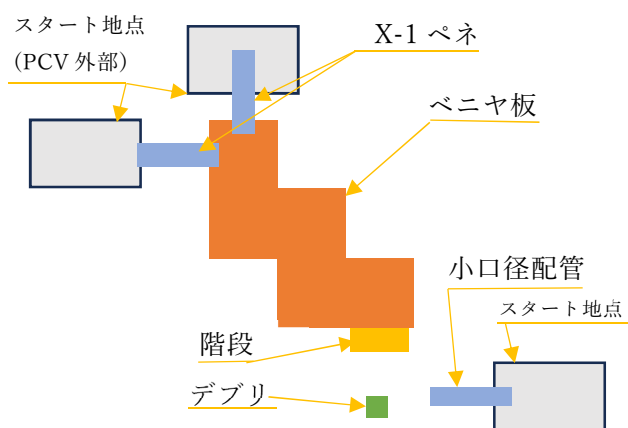 スタート地点
(PCV 外部)
X-1 ペネ
ベニヤ板
小口径配管
スタート地点
階段
デブリ